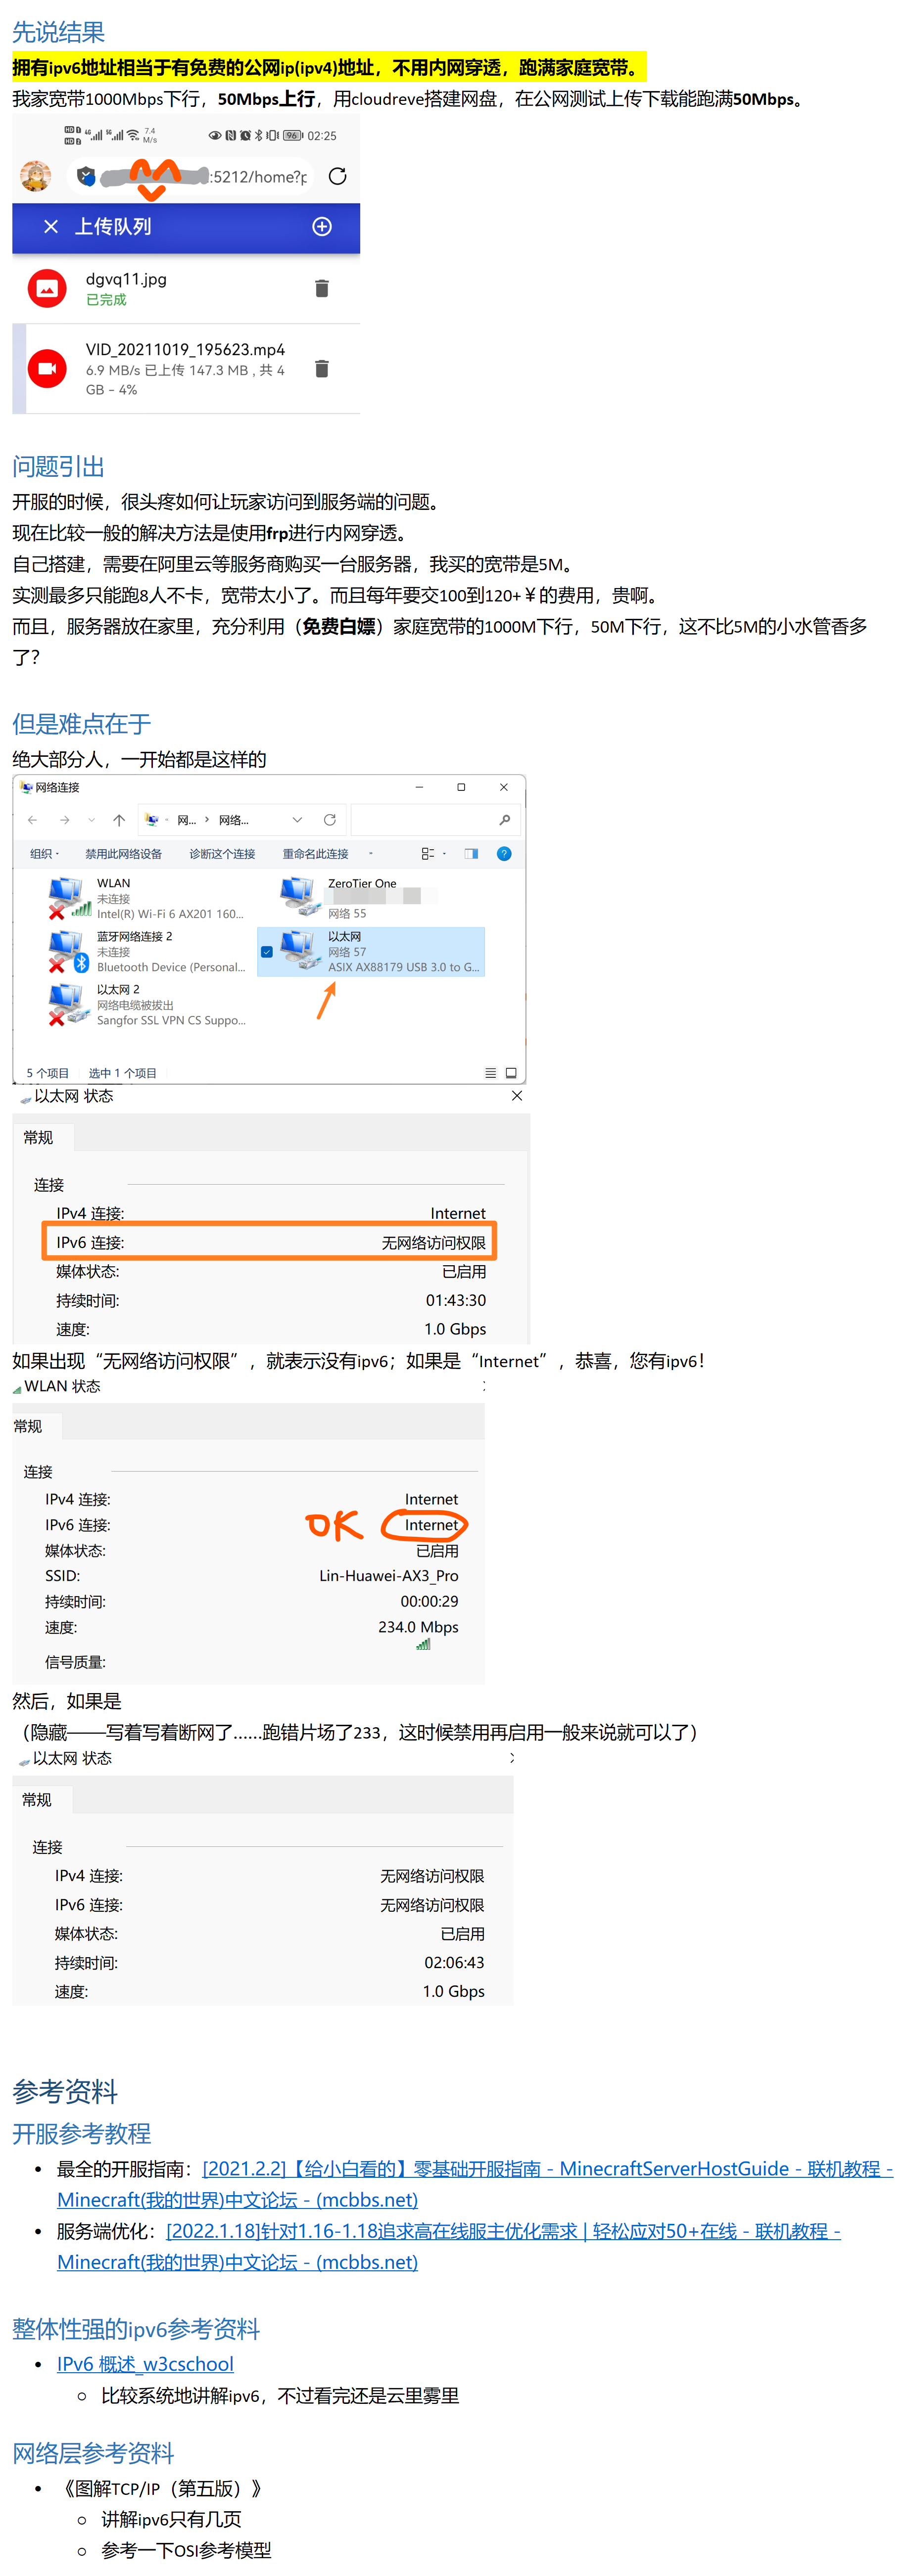 先说结果
拥有ipv6地址相当于有免费的公网ip(ipv4)地址，不用内网穿透，跑满家庭宽带。
我家宽带1000Mbps下行，50Mbps上行，用cloudreve搭建网盘，在公网测试上传下载能跑满50Mbps。
HD 1 HD 2 4G 5G 7.4 M/s 96 02:25
:5212/home?p
上传队列
dgvq11.jpg
已完成
VID_20211019_195623.mp4
6.9 MB/s 已上传 147.3 MB , 共 4
GB - 4%
问题引出
开服的时候，很头疼如何让玩家访问到服务端的问题。
现在比较一般的解决方法是使用frp进行内网穿透。
自己搭建，需要在阿里云等服务商购买一台服务器，我买的宽带是5M。
实测最多只能跑8人不卡，宽带太小了。而且每年要交100到120+￥的费用，贵啊。
而且，服务器放在家里，充分利用（免费白嫖）家庭宽带的1000M下行，50M下行，这不比5M的小水管香多
了？
但是难点在于
绝大部分人，一开始都是这样的
网络连接
网... › 网络...
组织 禁用此网络设备 诊断这个连接 重命名此连接
WLAN
未连接
Intel(R) Wi-Fi 6 AX201 160...
ZeroTier One
网络 55
蓝牙网络连接 2
未连接
Bluetooth Device (Personal...
以太网
网络 57
ASIX AX88179 USB 3.0 to G...
以太网 2
网络电缆被拔出
Sangfor SSL VPN CS Suppo...
5 个项目 选中 1 个项目
以太网 状态
常规
连接
IPv4 连接: Internet
IPv6 连接: 无网络访问权限
媒体状态: 已启用
持续时间: 01:43:30
速度: 1.0 Gbps
如果出现“无网络访问权限”，就表示没有ipv6；如果是“Internet”，恭喜，您有ipv6！
WLAN 状态
常规
连接
IPv4 连接: Internet
IPv6 连接: OK Internet
媒体状态: 已启用
SSID: Lin-Huawei-AX3_Pro
持续时间: 00:00:29
速度: 234.0 Mbps
信号质量:
然后，如果是
（隐藏——写着写着断网了......跑错片场了233，这时候禁用再启用一般来说就可以了）
以太网 状态
常规
连接
IPv4 连接: 无网络访问权限
IPv6 连接: 无网络访问权限
媒体状态: 已启用
持续时间: 02:06:43
速度: 1.0 Gbps
参考资料
开服参考教程
• 最全的开服指南：[2021.2.2]【给小白看的】零基础开服指南 - MinecraftServerHostGuide - 联机教程 -
Minecraft(我的世界)中文论坛 - (mcbbs.net)
• 服务端优化：[2022.1.18]针对1.16-1.18追求高在线服主优化需求 | 轻松应对50+在线 - 联机教程 -
Minecraft(我的世界)中文论坛 - (mcbbs.net)
整体性强的ipv6参考资料
• IPv6 概述_w3cschool
○ 比较系统地讲解ipv6，不过看完还是云里雾里
网络层参考资料
• 《图解TCP/IP（第五版）》
○ 讲解ipv6只有几页
○ 参考一下OSI参考模型